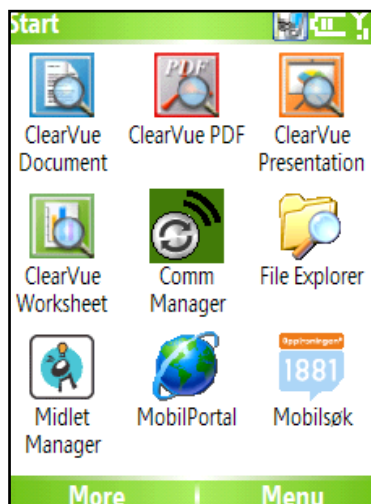 Start
ClearVue Document
PDF
ClearVue PDF
ClearVue Presentation
ClearVue Worksheet
Comm Manager
File Explorer
Midlet Manager
MobilPortal
Opplysningen
1881
Mobilsøk
More
Menu